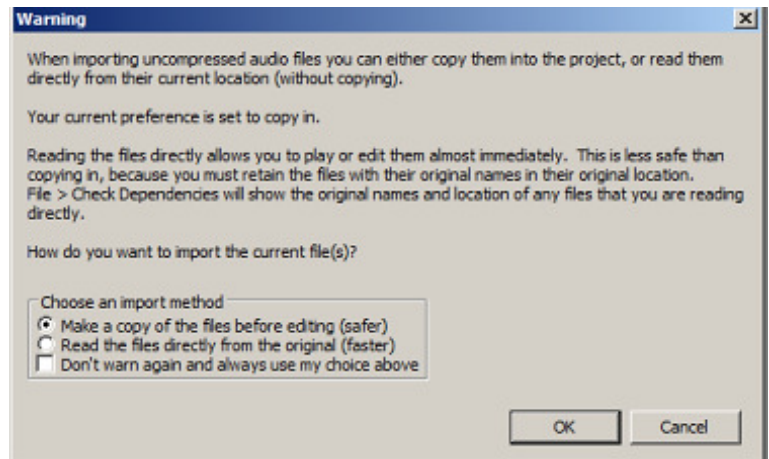 Warning
When importing uncompressed audio files you can either copy them into the project, or read them
directly from their current location (without copying).
Your current preference is set to copy in.
Reading the files directly allows you to play or edit them almost immediately. This is less safe than
copying in, because you must retain the files with their original names in their original location.
File > Check Dependencies will show the original names and location of any files that you are reading
directly.
How do you want to import the current file(s)?
Choose an import method
Make a copy of the files before editing (safer)
Read the files directly from the original (faster)
Don't warn again and always use my choice above
OK Cancel